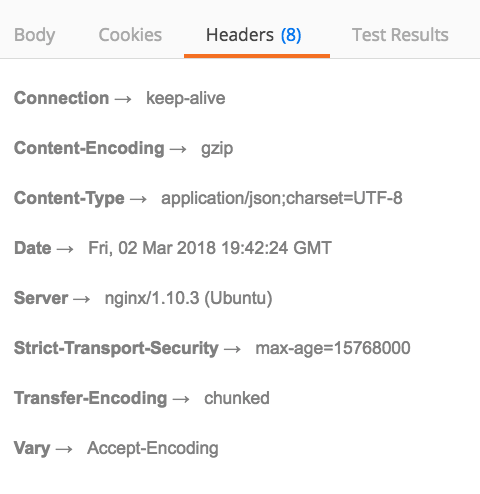 Body Cookies Headers (8) Test Results
Connection → keep-alive
Content-Encoding → gzip
Content-Type → application/json;charset=UTF-8
Date → Fri, 02 Mar 2018 19:42:24 GMT
Server → nginx/1.10.3 (Ubuntu)
Strict-Transport-Security → max-age=15768000
Transfer-Encoding → chunked
Vary → Accept-Encoding